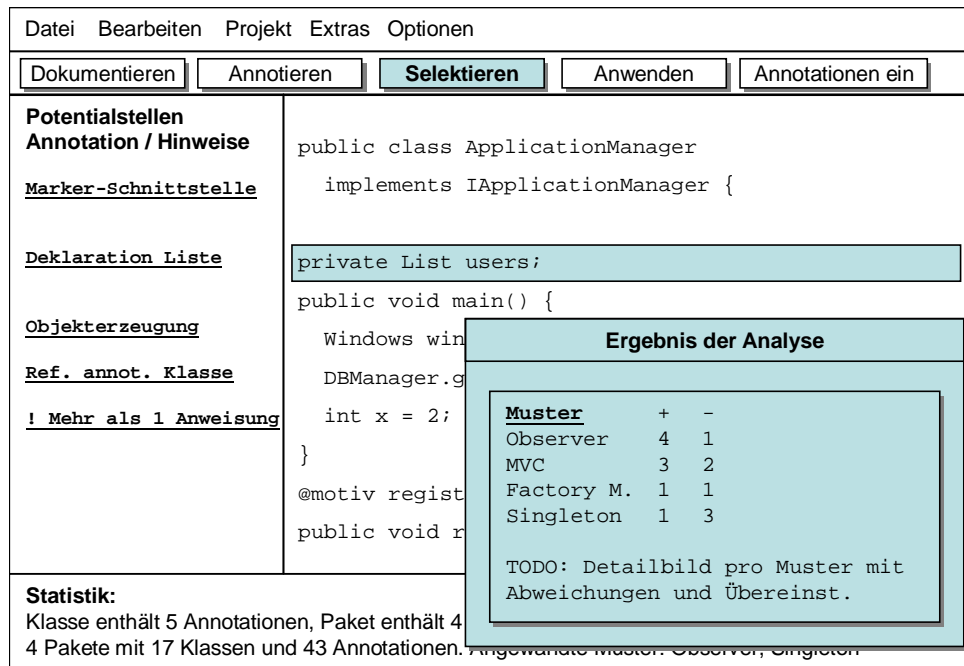 Datei Bearbeiten Projekt Extras Optionen
Dokumentieren Annotieren Selektieren Anwenden Annotationen ein
Potentialstellen
Annotation / Hinweise
Marker-Schnittstelle
Deklaration Liste
Objekterzeugung
Ref. annot. Klasse
! Mehr als 1 Anweisung
public class ApplicationManager
implements IApplicationManager {
private List users;
public void main() {
Windows win
DBManager.g
int x = 2;
}
@motiv regist
public void r
Ergebnis der Analyse
Muster + -
Observer 4 1
MVC 3 2
Factory M. 1 1
Singleton 1 3
TODO: Detailbild pro Muster mit
Abweichungen und Übereinst.
Statistik:
Klasse enthält 5 Annotationen, Paket enthält 4
4 Pakete mit 17 Klassen und 43 Annotationen. Angewandte Muster: Observer, Singleton